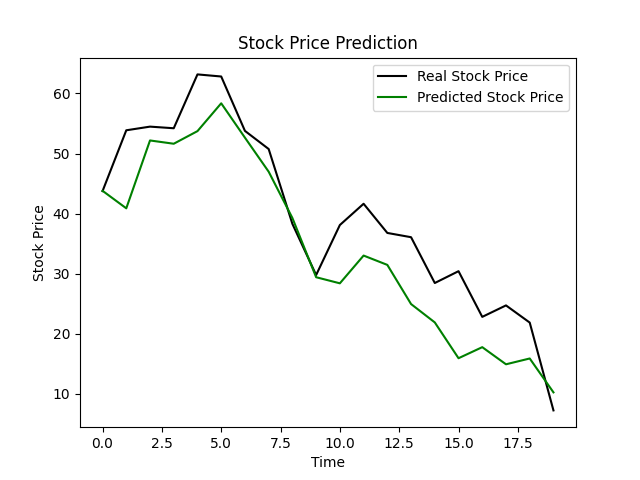 Stock Price Prediction
Real Stock Price
Predicted Stock Price
Stock Price
60
50
40
30
20
10
0.0 2.5 5.0 7.5 10.0 12.5 15.0 17.5
Time